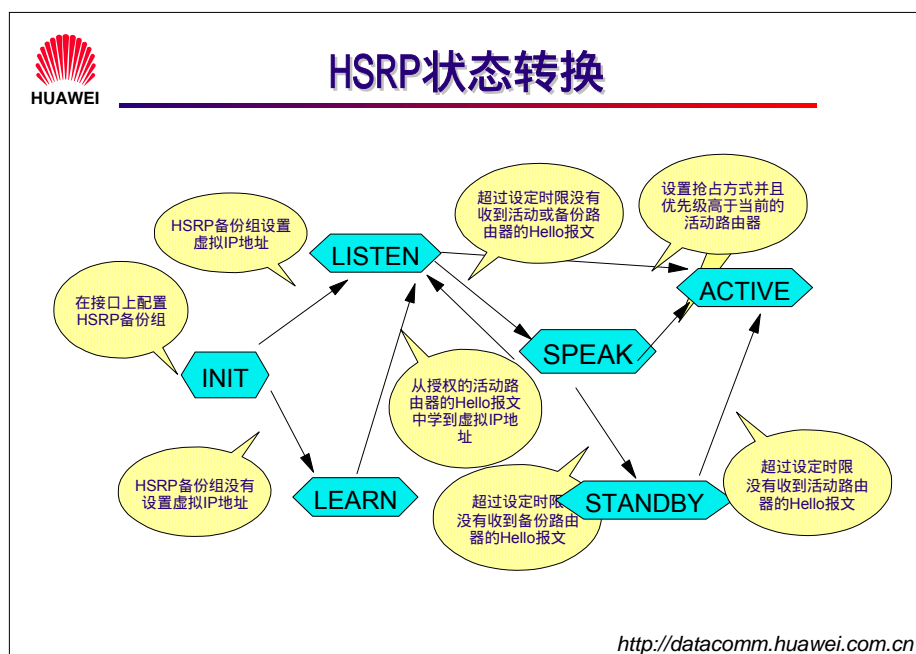 HUAWEI
HSRP状态转换
设置抢占方式并且
优先级高于当前的
活动路由器
超过设定时限没有
收到活动或备份路
由器的Hello报文
HSRP备份组设置
虚拟IP地址
LISTEN
ACTIVE
在接口上配置
HSRP备份组
SPEAK
INIT
从授权的活动路
由器的Hello报文
中学到虚拟IP地
址
HSRP备份组没有
设置虚拟IP地址
LEARN
超过设定时限
没有收到备份路由
器的Hello报文
STANDBY
超过设定时限
没有收到活动路由
器的Hello报文
http://datacomm.huawei.com.cn